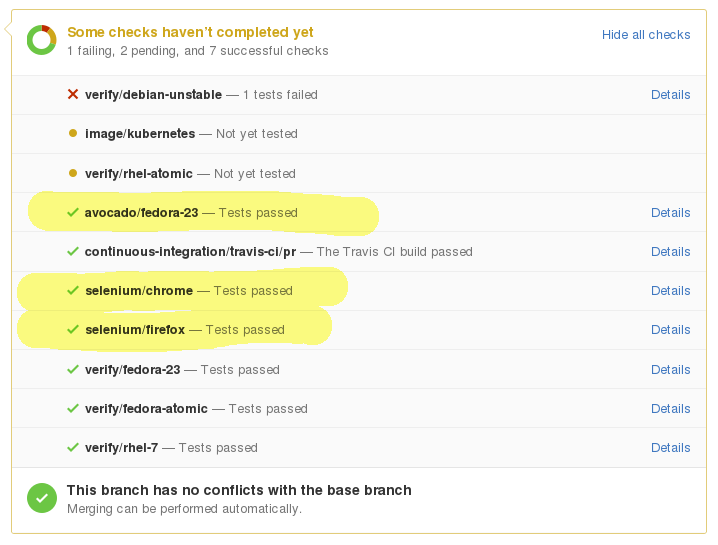 Some checks haven't completed yet
Hide all checks
1 failing, 2 pending, and 7 successful checks
verify/debian-unstable — 1 tests failed Details
image/kubernetes — Not yet tested
verify/rhel-atomic — Not yet tested
avocado/fedora-23 — Tests passed Details
continuous-integration/travis-ci/pr — The Travis CI build passed Details
selenium/chrome — Tests passed Details
selenium/firefox — Tests passed Details
verify/fedora-23 — Tests passed Details
verify/fedora-atomic — Tests passed Details
verify/rhel-7 — Tests passed Details
This branch has no conflicts with the base branch
Merging can be performed automatically.